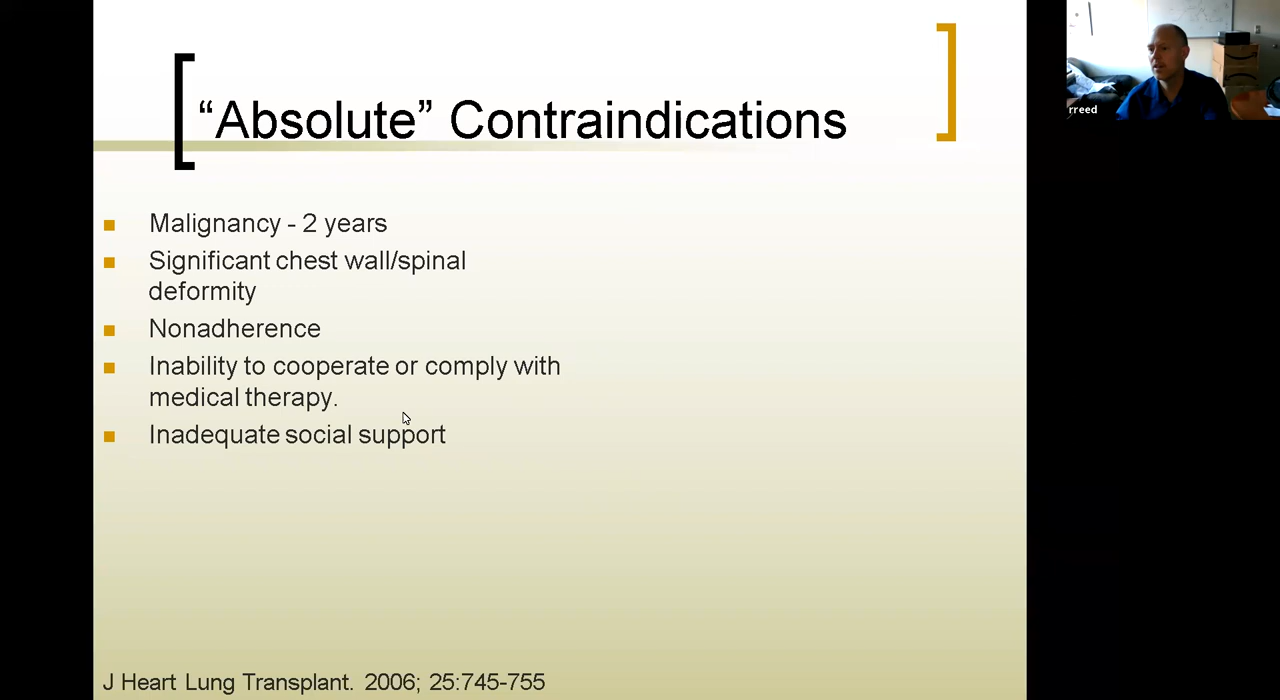 “Absolute” Contraindications
rreed
Malignancy - 2 years
Significant chest wall/spinal
deformity
Nonadherence
Inability to cooperate or comply with
medical therapy.
Inadequate social support
J Heart Lung Transplant. 2006; 25:745-755